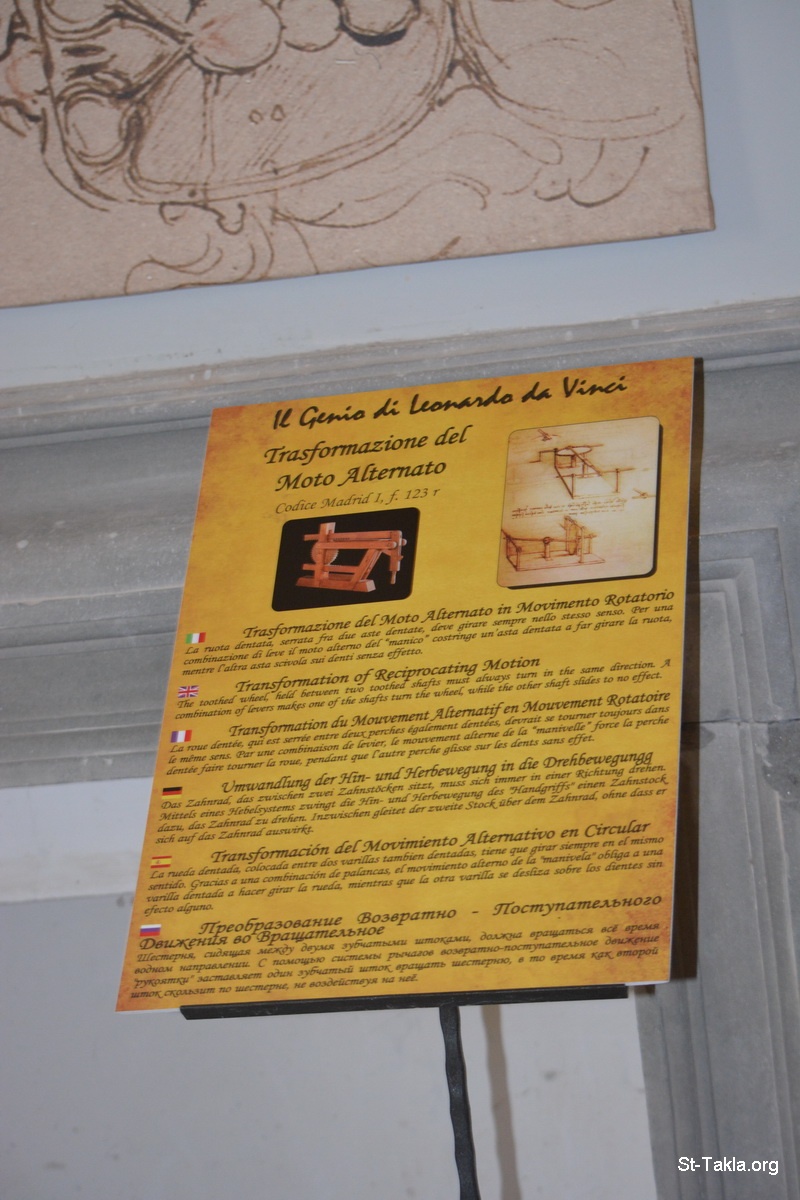 Il Genio di Leonardo da Vinci
Trasformazione del
Moto Alternato
Codice Madrid I, f. 123 r
Trasformazione del Moto Alternato in Movimento Rotatorio
La ruota dentata, serrata fra due aste dentate, deve girare sempre nello stesso senso. Per una
combinazione di leve il moto alterno del "manico" costringe un'asta dentata a far girare la ruota,
mentre l'altra asta scivola sui denti senza effetto.
Transformation of Reciprocating Motion
The toothed wheel, held between two toothed shafts must always turn in the same direction. A
combination of levers makes one of the shafts turn the wheel, while the other shaft slides to no effect.
Transformation du Mouvement Alternatif en Mouvement Rotatoire
La roue dentée, qui est serrée entre deux perches également dentées, devrait se tourner toujours dans
le même sens. Par une combinaison de levier, le mouvement alterne de la "manivelle" force la perche
dentée faire tourner la roue, pendant que l'autre perche glisse sur les dents sans effet.
Umwandlung der Hin- und Herbewegung in die Drehbewegungg
Das Zahnrad, das zwischen zwei Zahnstöcken sitzt, muss sich immer in einer Richtung drehen.
Mittels eines Hebelsystems zwingt die Hin- und Herbewegung des "Handgriffs" einen Zahnstock
dazu, das Zahnrad zu drehen. Inzwischen gleitet der zweite Stock über dem Zahnrad, ohne dass er
sich auf das Zahnrad auswirkt.
Transformación del Movimiento Alternativo en Circular
La rueda dentada, colocada entre dos varillas tambien dentadas, tiene que girar siempre en el mismo
sentido. Gracias a una combinación de palancas, el movimiento alterno de la "manivela" obliga a una
varilla dentada a hacer girar la rueda, mientras que la otra varilla se desliza sobre los dientes sin
efecto alguno.
Преобразование Возвратно - Поступательного
Движения во Вращательное
Шестерня, сидящая между двумя зубчатыми штоками, должна вращаться всё время
водном направлении. С помощью системы рычагов возвратно-поступательное движение
"рукоятки" заставляет один зубчатый шток вращать шестерню, в то время как второй
шток скользит по шестерне, не воздействуя на неё.
St-Takla.org